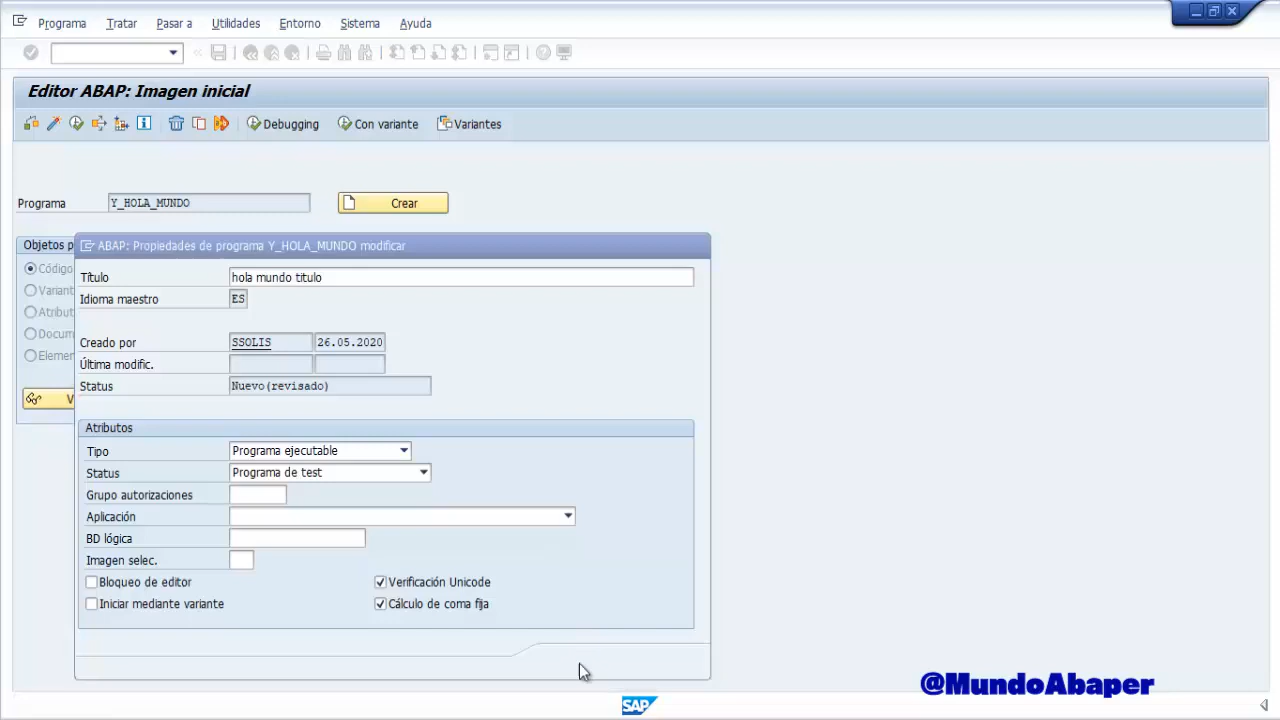 Programa Tratar Pasar a Utilidades Entorno Sistema Ayuda
Editor ABAP: Imagen inicial
Debugging Con variante Variantes
Programa Y_HOLA_MUNDO Crear
Objetos p
ABAP: Propiedades de programa Y_HOLA_MUNDO modificar
Código
Título hola mundo titulo
Variant
Idioma maestro ES
Atribut
Docum
Creado por SSOLIS 26.05.2020
Elemen
Última modific.
Status Nuevo(revisado)
V
Atributos
Tipo Programa ejecutable
Status Programa de test
Grupo autorizaciones
Aplicación
BD lógica
Imagen selec.
Bloqueo de editor Verificación Unicode
Iniciar mediante variante Cálculo de coma fija
@MundoAbaper
SAP